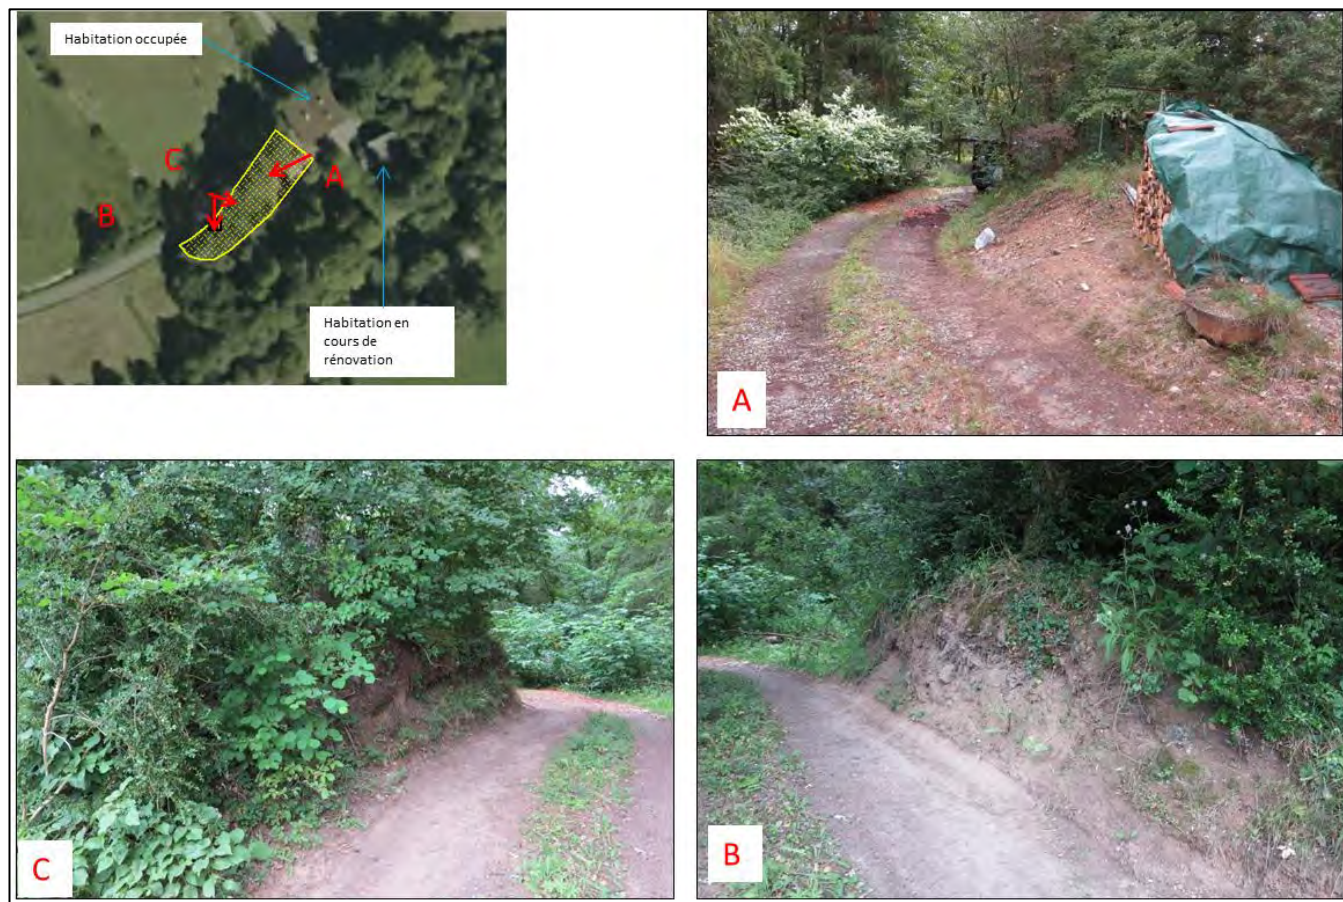 Habitation occupée
C
A
B
Habitation en
cours de
rénovation
A
C
B